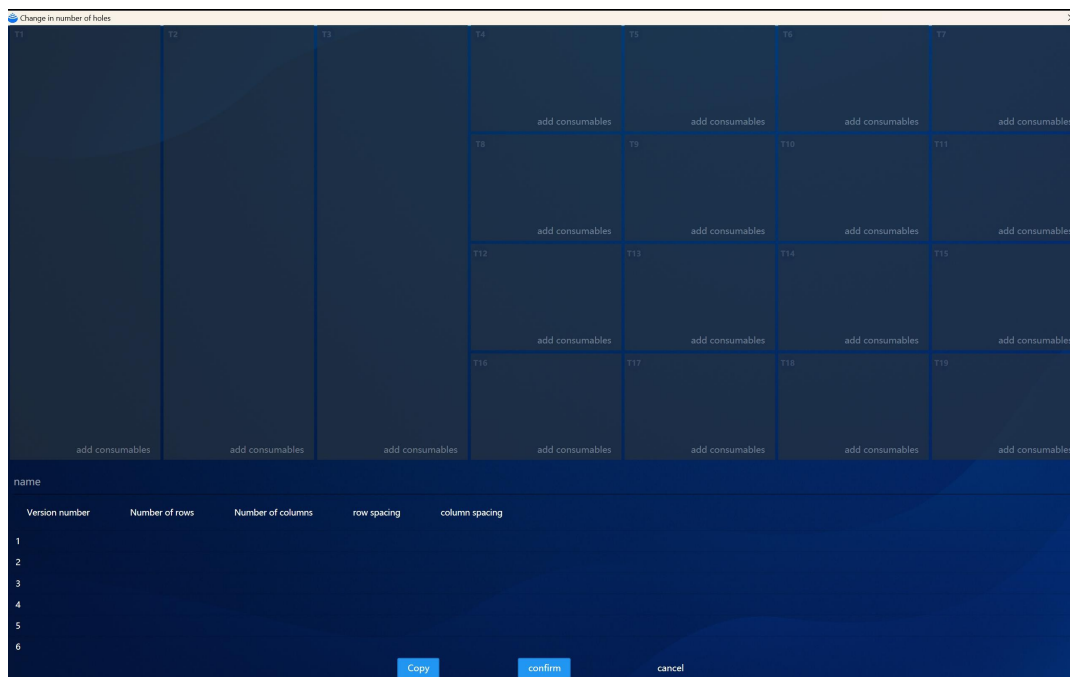 Change in number of holes
T1 T2 T3 T4 T5 T6 T7
add consumables add consumables add consumables add consumables
T8 T9 T10 T11
add consumables add consumables add consumables add consumables
T12 T13 T14 T15
add consumables add consumables add consumables add consumables
T16 T17 T18 T19
add consumables add consumables add consumables add consumables add consumables add consumables add consumables
name
Version number Number of rows Number of columns row spacing column spacing
1
2
3
4
5
6
Copy confirm cancel